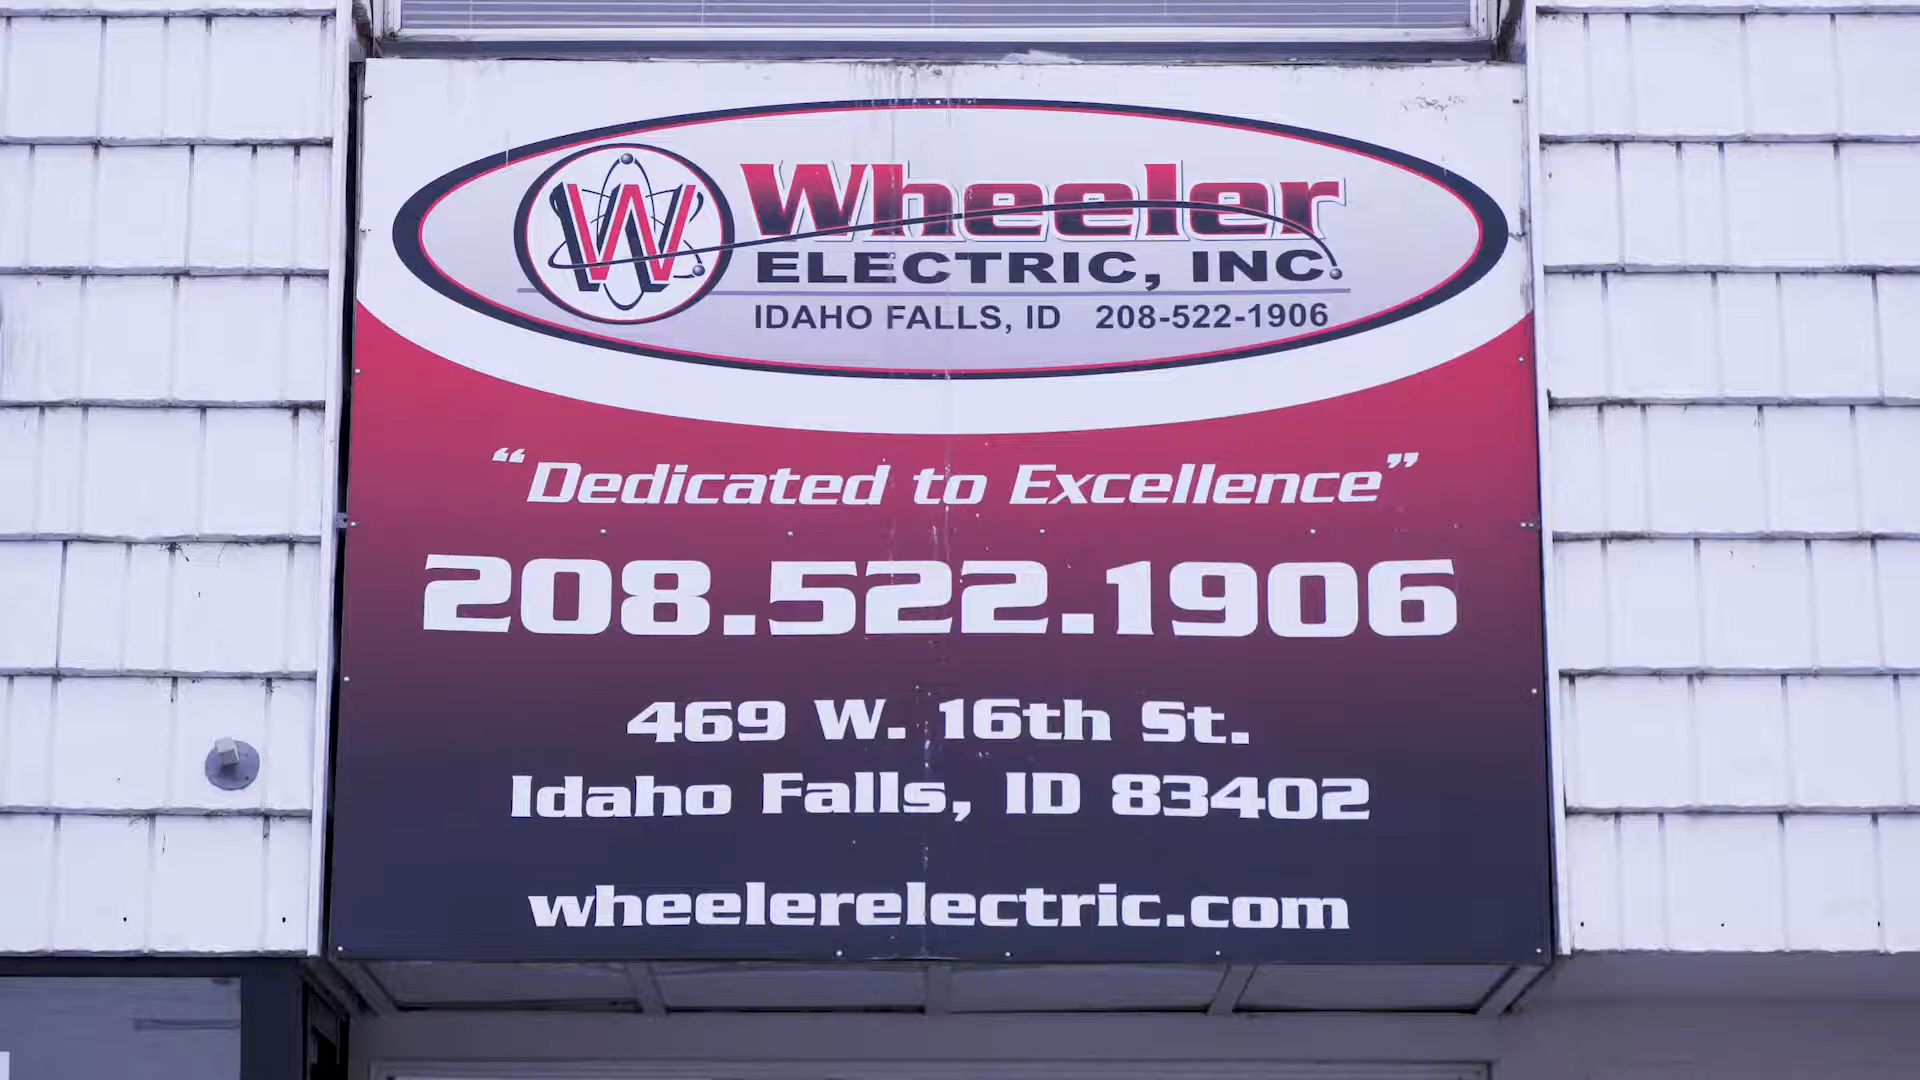 W
Wheeler
ELECTRIC, INC.
IDAHO FALLS, ID 208-522-1906
“Dedicated to Excellence”
208.522.1906
469 W. 16th St.
Idaho Falls, ID 83402
wheelerelectric.com